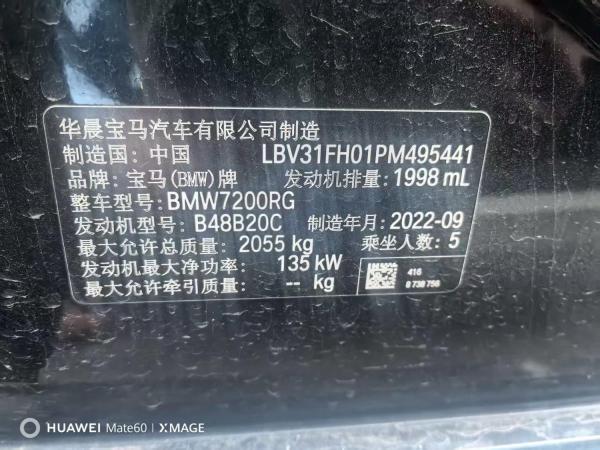 华晨宝马汽车有限公司制造
制造国: 中国 LBV31FH01PM495441
品牌: 宝马(BMW)牌 发动机排量: 1998 mL
整车型号: BMW7200RG
发动机型号: B48B20C 制造年月: 2022-09
最大允许总质量: 2055 kg 乘坐人数: 5
发动机最大净功率: 135 kW
最大允许牵引质量: -- kg
416
8 738 756
HUAWEI Mate60 | XMAGE